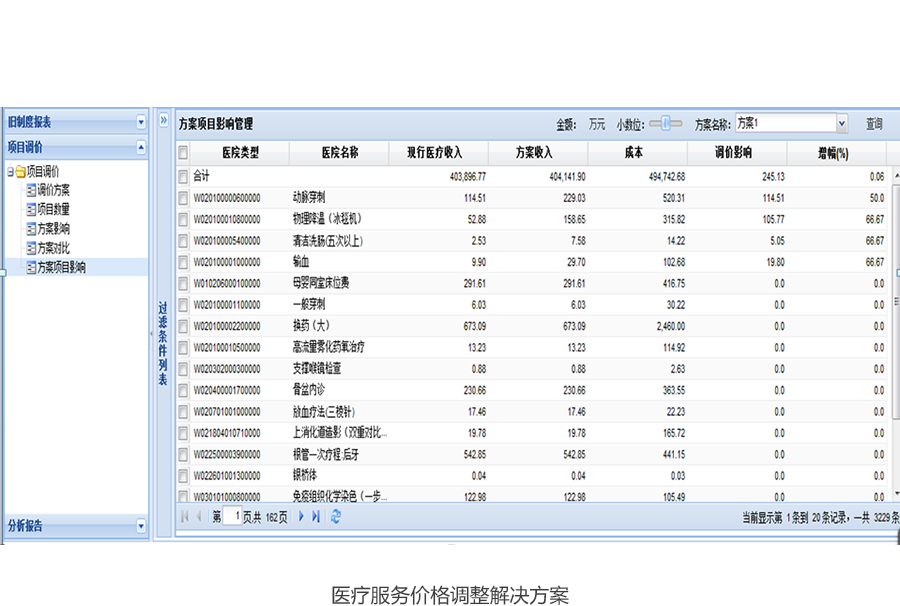 旧制度报表
项目调价
项目调价
调价方案
项目数量
方案影响
方案对比
方案项目影响
分析报告
过滤条件列表
方案项目影响管理 金额: 万元 小数位: 方案名称: 方案1 查询
医院类型 医院名称 现行医疗收入 方案收入 成本 调价影响 增幅(%)
合计 403,896.77 404,141.90 494,742.68 245.13 0.06
W020100000600000 动脉穿刺 114.51 229.03 520.31 114.51 50.0
W020100010800000 物理降温（冰毯机） 52.88 158.65 315.82 105.77 66.67
W020100005400000 清洁洗肠(五次以上) 2.53 7.58 14.22 5.05 66.67
W020100001000000 输血 9.90 29.70 102.68 19.80 66.67
W010206000100000 母婴同室床位费 291.61 291.61 416.75 0.0 0.0
W020100001100000 一般穿刺 6.03 6.03 30.22 0.0 0.0
W020100002200000 换药（大） 673.09 673.09 2,460.00 0.0 0.0
W020100010500000 高流量雾化药氧治疗 13.23 13.23 114.92 0.0 0.0
W020302000300000 支撑喉镜检查 0.88 0.88 2.63 0.0 0.0
W020400001700000 骨盆内诊 230.66 230.66 363.55 0.0 0.0
W020701001000000 放血疗法(三棱针) 17.46 17.46 22.23 0.0 0.0
W021804010710000 上消化道造影（双重对比... 19.78 19.78 165.72 0.0 0.0
W022500003900000 根管一次疗程,后牙 542.85 542.85 441.15 0.0 0.0
W022601001300000 银桥体 0.04 0.04 0.03 0.0 0.0
W030101000800000 免疫组织化学染色（一步... 122.98 122.98 105.49 0.0 0.0
第 1 页共 162页 当前显示第 1条到 20条记录，一共 3229条
医疗服务价格调整解决方案